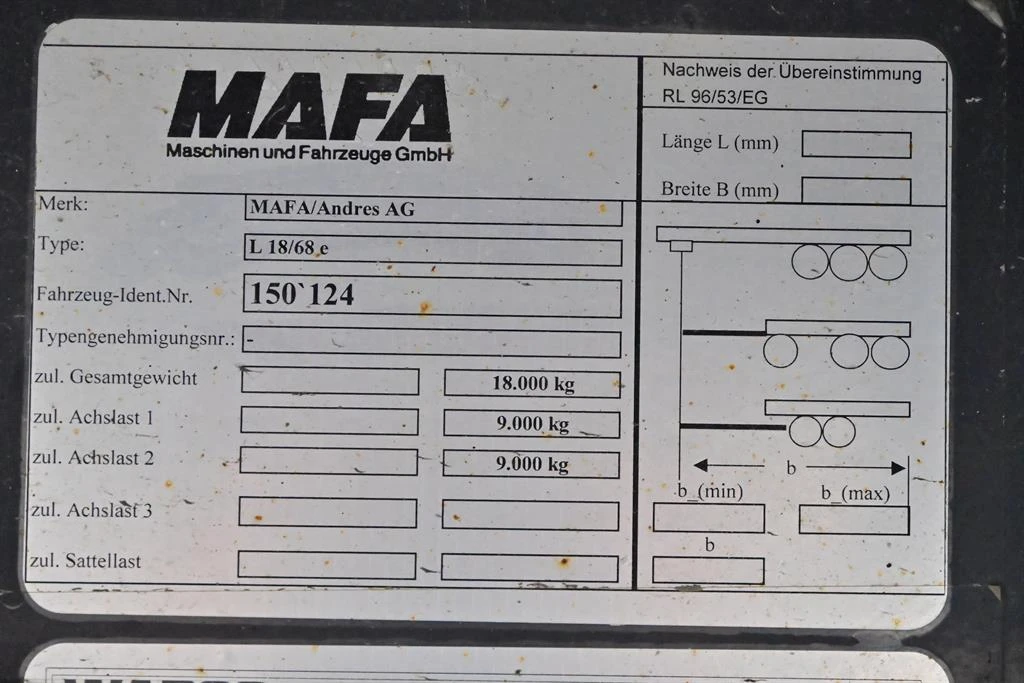 MAFA
Maschinen und Fahrzeuge GmbH
Merk: MAFA/Andres AG
Type: L 18/68 e
Fahrzeug-Ident.Nr. 150`124
Typengenehmigungsnr.: -
zul. Gesamtgewicht 18.000 kg
zul. Achslast 1 9.000 kg
zul. Achslast 2 9.000 kg
zul. Achslast 3
zul. Sattellast
Nachweis der Übereinstimmung
RL 96/53/EG
Länge L (mm)
Breite B (mm)
b
b_(min) b_(max)
b